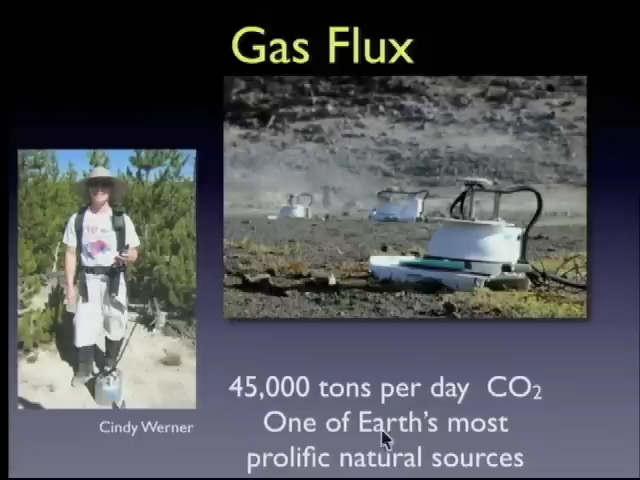 Gas Flux
Cindy Werner
45,000 tons per day CO₂
One of Earth's most
prolific natural sources